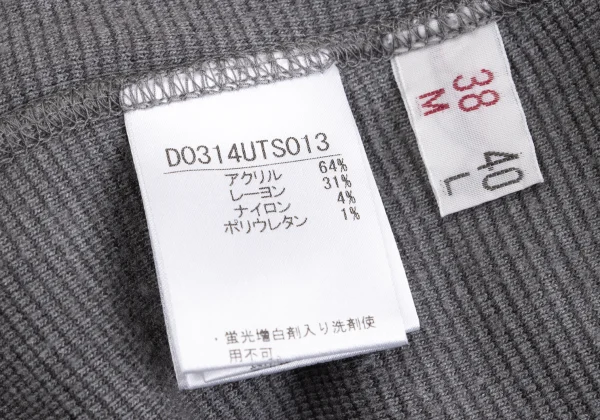 DO314UTS013
アクリル 64%
レーヨン 31%
ナイロン 4%
ポリウレタン 1%
・蛍光増白剤入り洗剤使
用不可。
38 40
M L